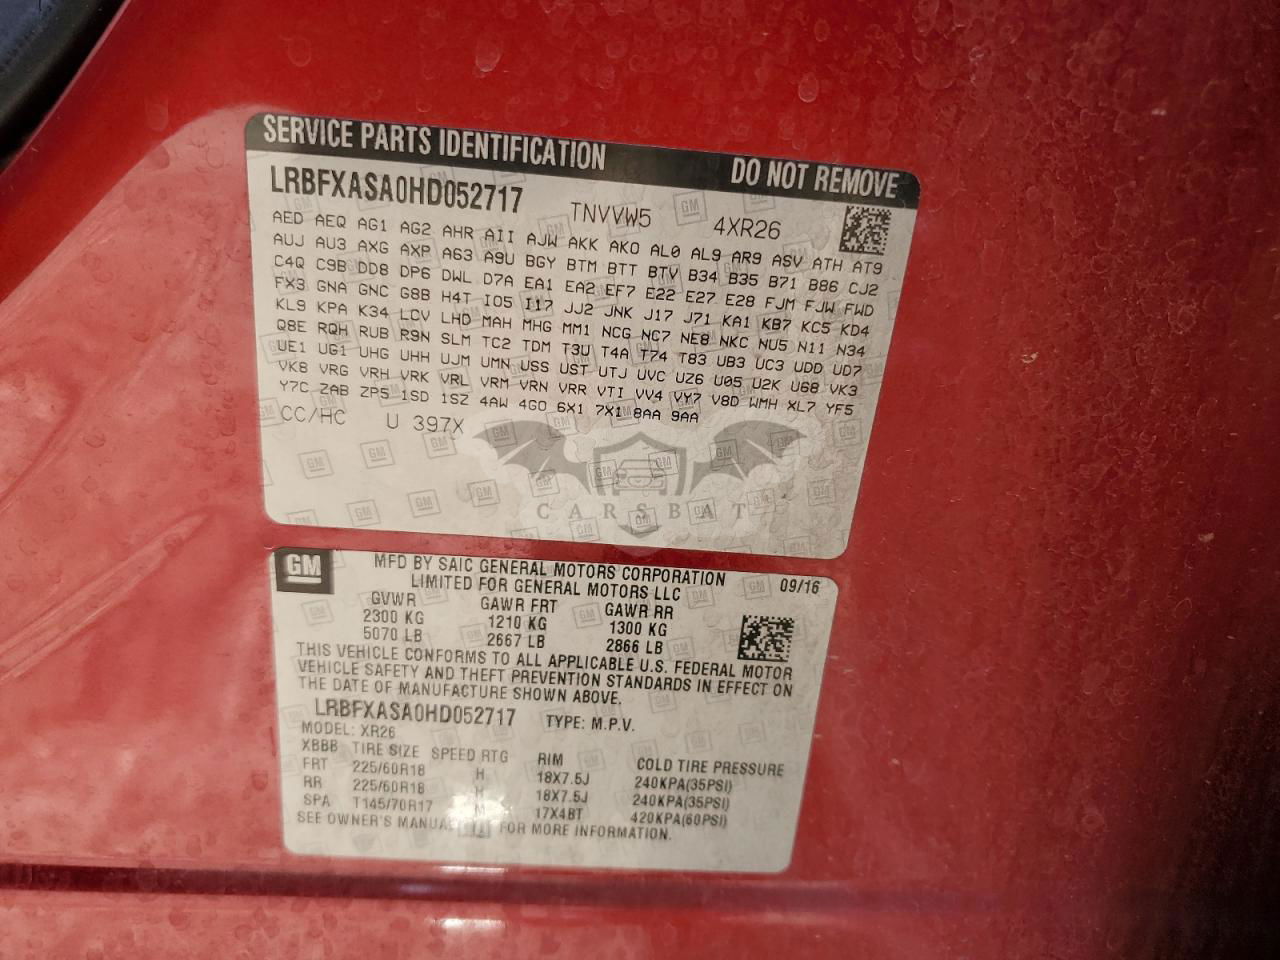 SERVICE PARTS IDENTIFICATION DO NOT REMOVE
LRBFXASA0HD052717 TNVVW5 4XR26
AED AEQ AG1 AG2 AHR AII AJW AKK AKO AL0 AL9 AR9 ASV ATH AT9
AUJ AU3 AXG AXP A63 A9U BGY BTM BTT BTV B34 B35 B71 B86 CJ2
C4Q C9B DD8 DP6 DWL D7A EA1 EA2 EF7 E22 E27 E28 FJM FJW FWD
FX3 GNA GNC G8B H4T IO5 I17 JJ2 JNK J17 J71 KA1 KB7 KC5 KD4
KL9 KPA K34 LCV LHD MAH MHG MM1 NCG NC7 NE8 NKC NU5 N11 N34
Q8E RQH RUB R9N SLM TC2 TDM T3U T4A T74 T83 UB3 UC3 UDD UD7
UE1 UG1 UHG UHH UJM UMN USS UST UTJ UVC UZ6 U05 U2K U68 VK3
VK8 VRG VRH VRK VRL VRM VRN VRR VTI VV4 VY7 V8D WMH XL7 YF5
Y7C ZAB ZP5 1SD 1SZ 4AW 4GO 6X1 7X1 8AA 9AA
CC/HC U 397X
CARSBAT
GM
MFD BY SAIC GENERAL MOTORS CORPORATION 09/16
LIMITED FOR GENERAL MOTORS LLC
GVWR GAWR FRT GAWR RR
2300 KG 1210 KG 1300 KG
5070 LB 2667 LB 2866 LB
THIS VEHICLE CONFORMS TO ALL APPLICABLE U.S. FEDERAL MOTOR
VEHICLE SAFETY AND THEFT PREVENTION STANDARDS IN EFFECT ON
THE DATE OF MANUFACTURE SHOWN ABOVE.
LRBFXASA0HD052717 TYPE: M.P.V.
MODEL: XR26
XBBB TIRE SIZE SPEED RTG RIM COLD TIRE PRESSURE
FRT 225/60R18 H 18X7.5J 240KPA(35PSI)
RR 225/60R18 H 18X7.5J 240KPA(35PSI)
SPA T145/70R17 M 17X4BT 420KPA(60PSI)
SEE OWNER'S MANUAL FOR MORE INFORMATION.